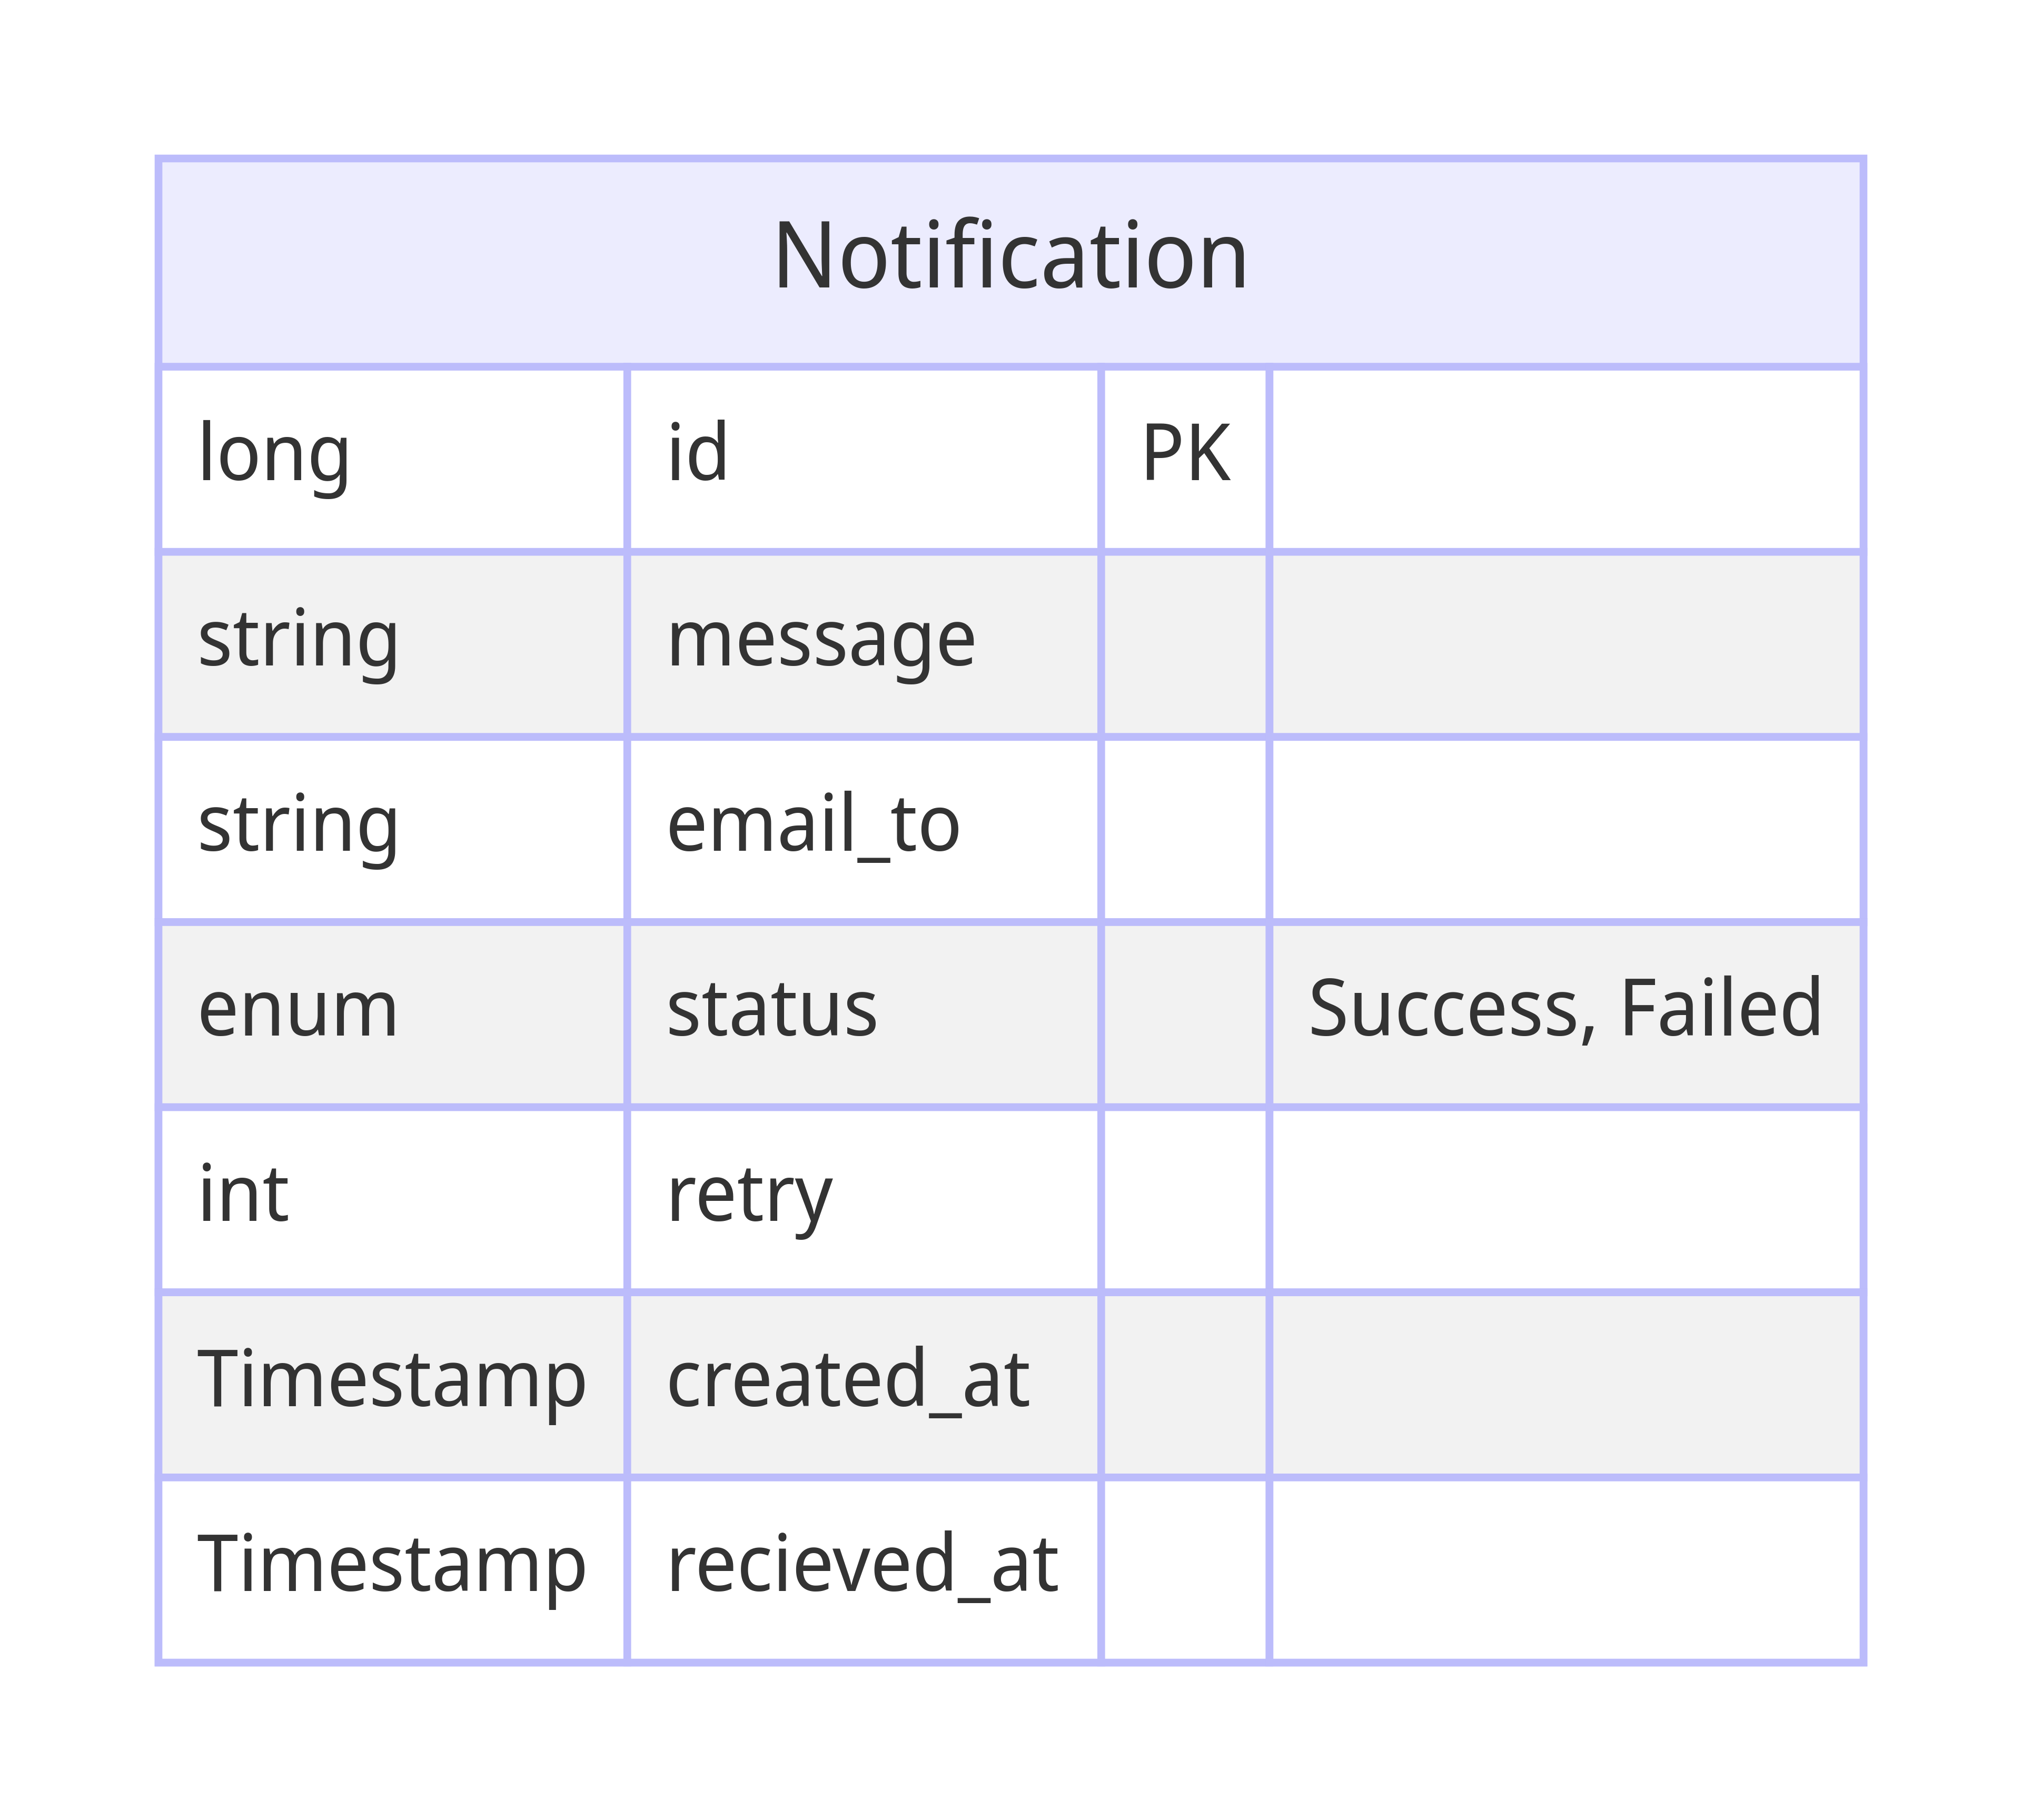 Notification
long id PK
string message
string email_to
enum status Success, Failed
int retry
Timestamp created_at
Timestamp recieved_at